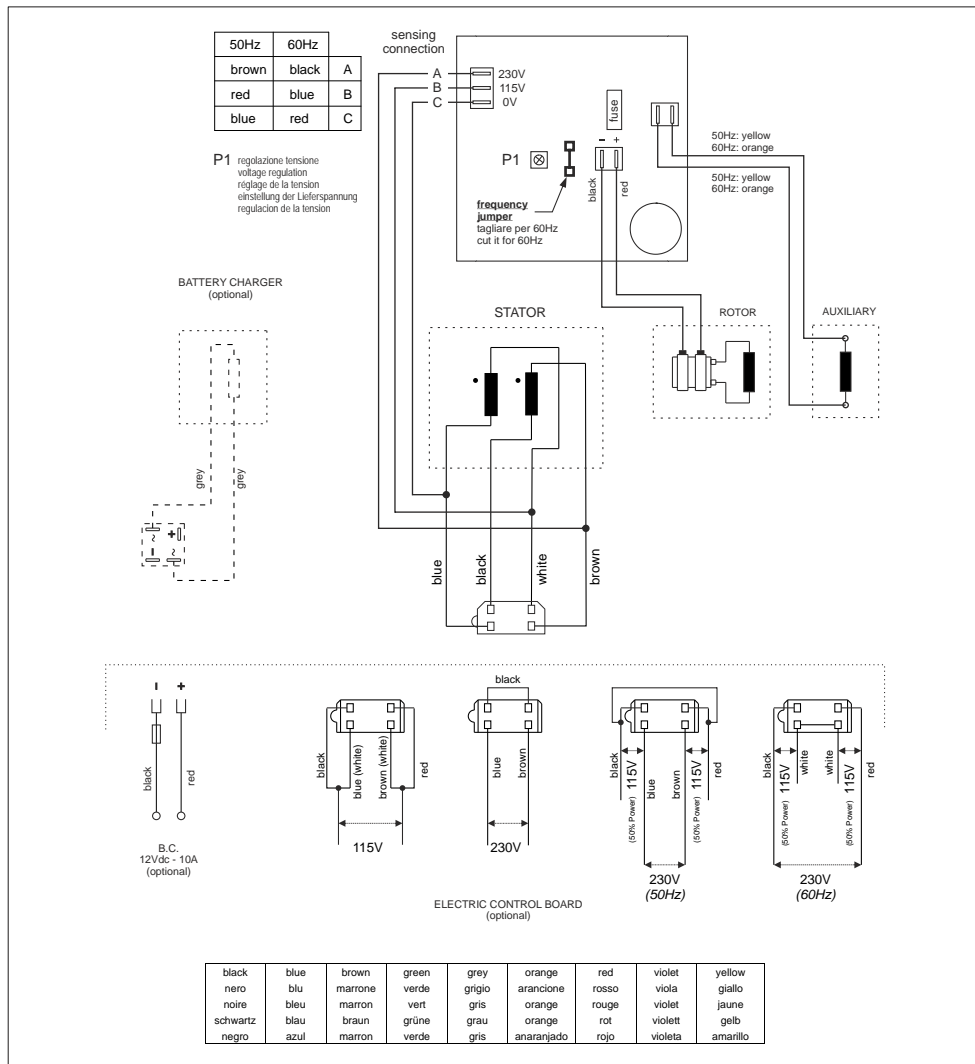 50Hz 60Hz
brown black A
red blue B
blue red C
sensing
connection
A 230V
B 115V
C 0V
fuse
- +
P1
black
red
frequency
jumper
tagliare per 60Hz
cut it for 60Hz
50Hz: yellow
60Hz: orange
50Hz: yellow
60Hz: orange
P1 regolazione tensione
voltage regulation
réglage de la tension
einstellung der Lieferspannung
regulacion de la tension
BATTERY CHARGER
(optional)
STATOR
ROTOR
AUXILIARY
grey
grey
~ +
- ~
blue
black
white
brown
- +
black
red
B.C.
12Vdc - 10A
(optional)
black
blue (white)
brown (white)
red
115V
black
blue
brown
230V
black
115V
(50% Power)
blue
brown
115V
(50% Power)
red
230V
(50Hz)
black
115V
(50% Power)
white
white
115V
(50% Power)
red
230V
(60Hz)
ELECTRIC CONTROL BOARD
(optional)
black blue brown green grey orange red violet yellow
nero blu marrone verde grigio arancione rosso viola giallo
noire bleu marron vert gris orange rouge violet jaune
schwartz blau braun grüne grau orange rot violett gelb
negro azul marron verde gris anaranjado rojo violeta amarillo